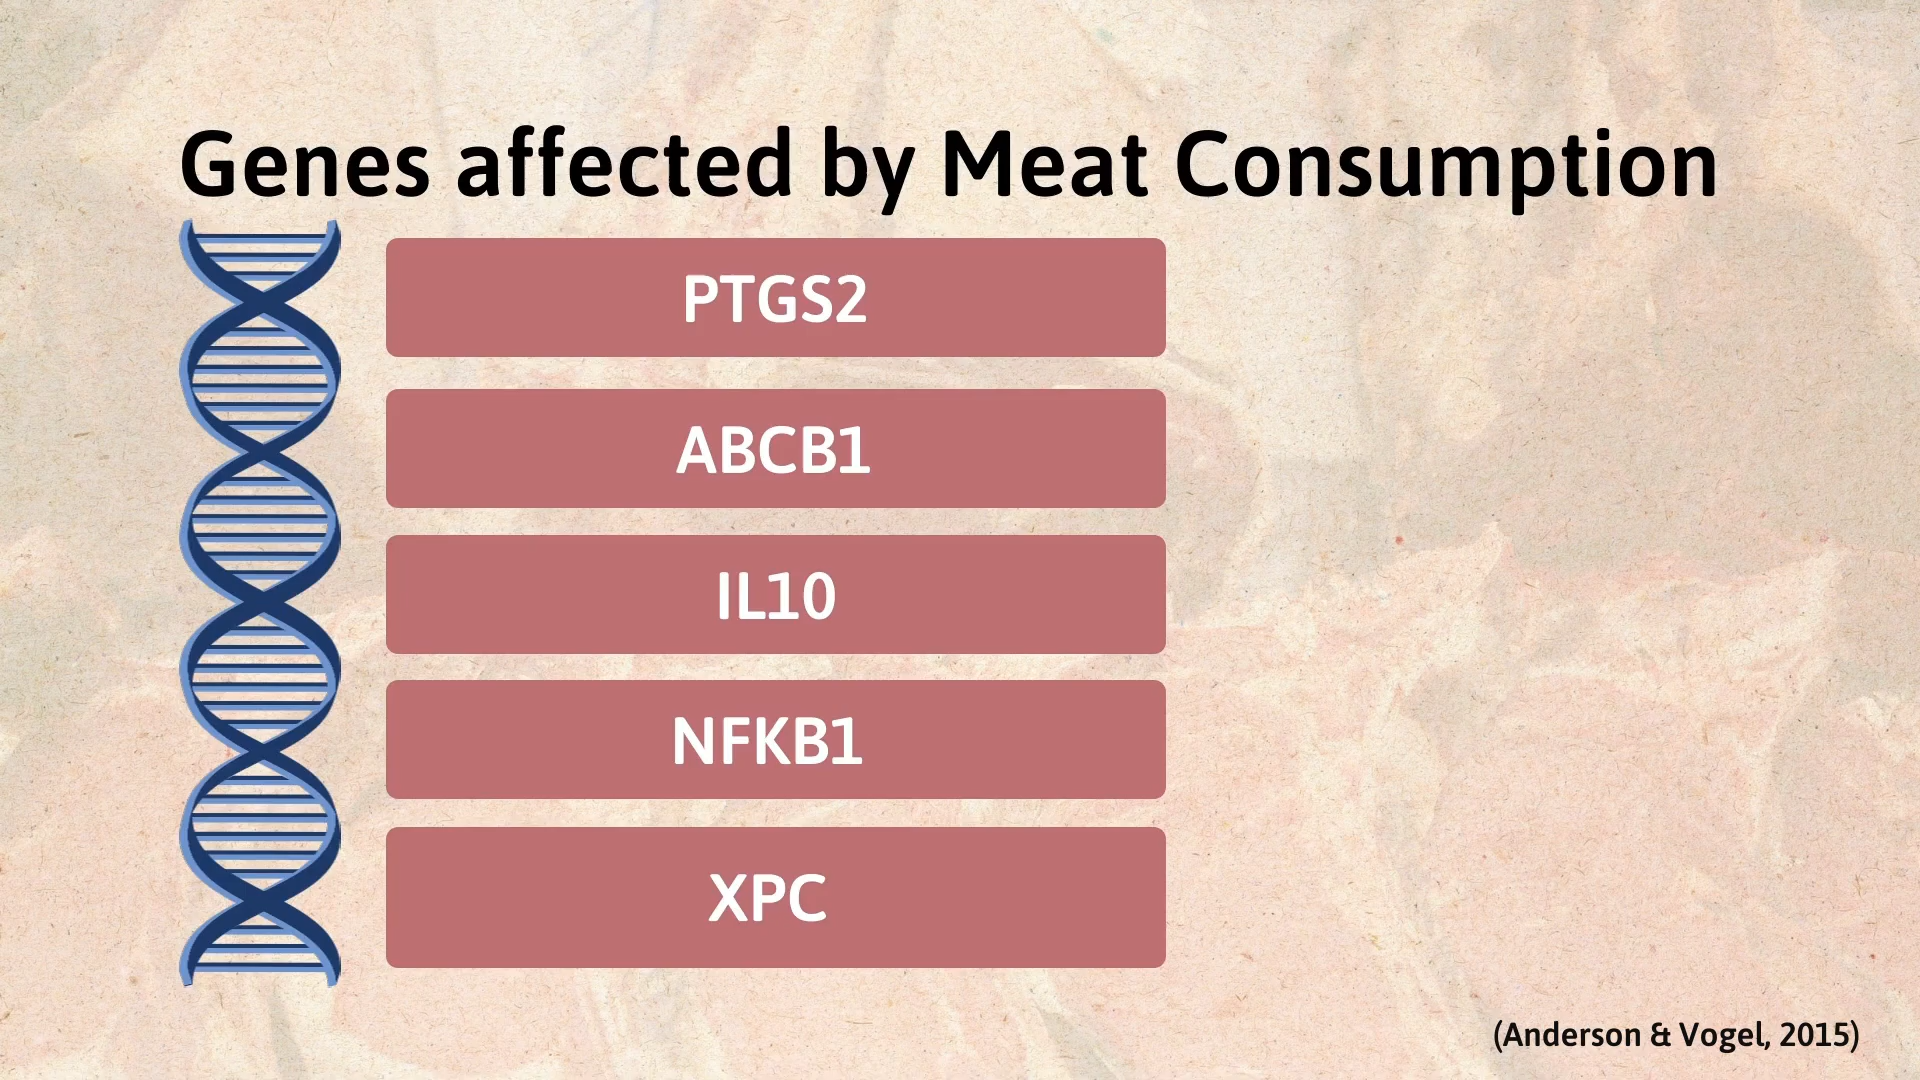 Genes affected by Meat Consumption
PTGS2
ABCB1
IL10
NFKB1
XPC
(Anderson & Vogel, 2015)